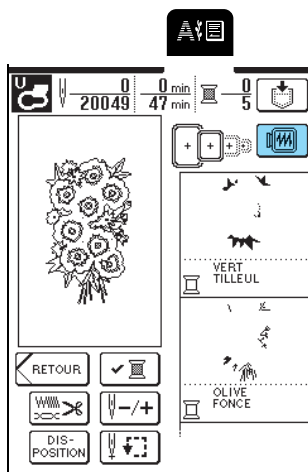 A
0 0 min 0
20049 47 min 5
VERT
TILLEUL
OLIVE
FONCE
RETOUR
-/+
DIS-
POSITION